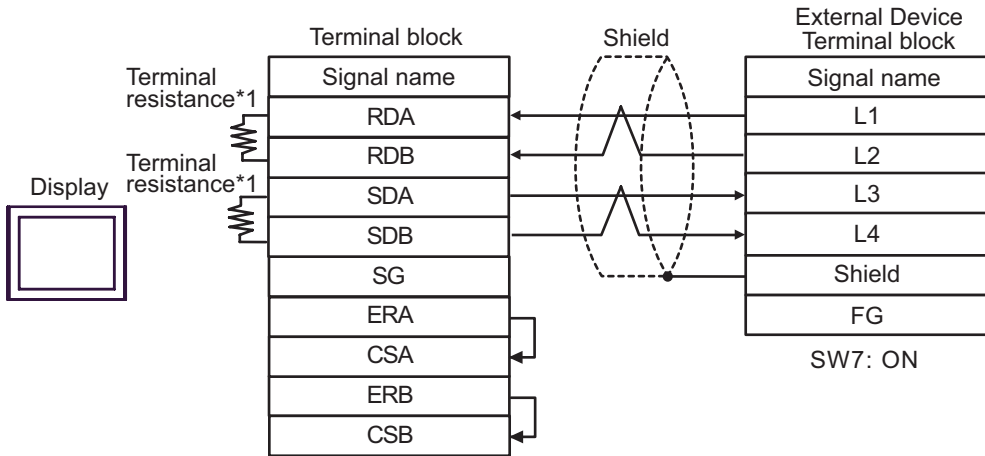 Display
Terminal
resistance*1
Terminal
resistance*1
Terminal block
Signal name
RDA
RDB
SDA
SDB
SG
ERA
CSA
ERB
CSB
Shield
External Device
Terminal block
Signal name
L1
L2
L3
L4
Shield
FG
SW7: ON